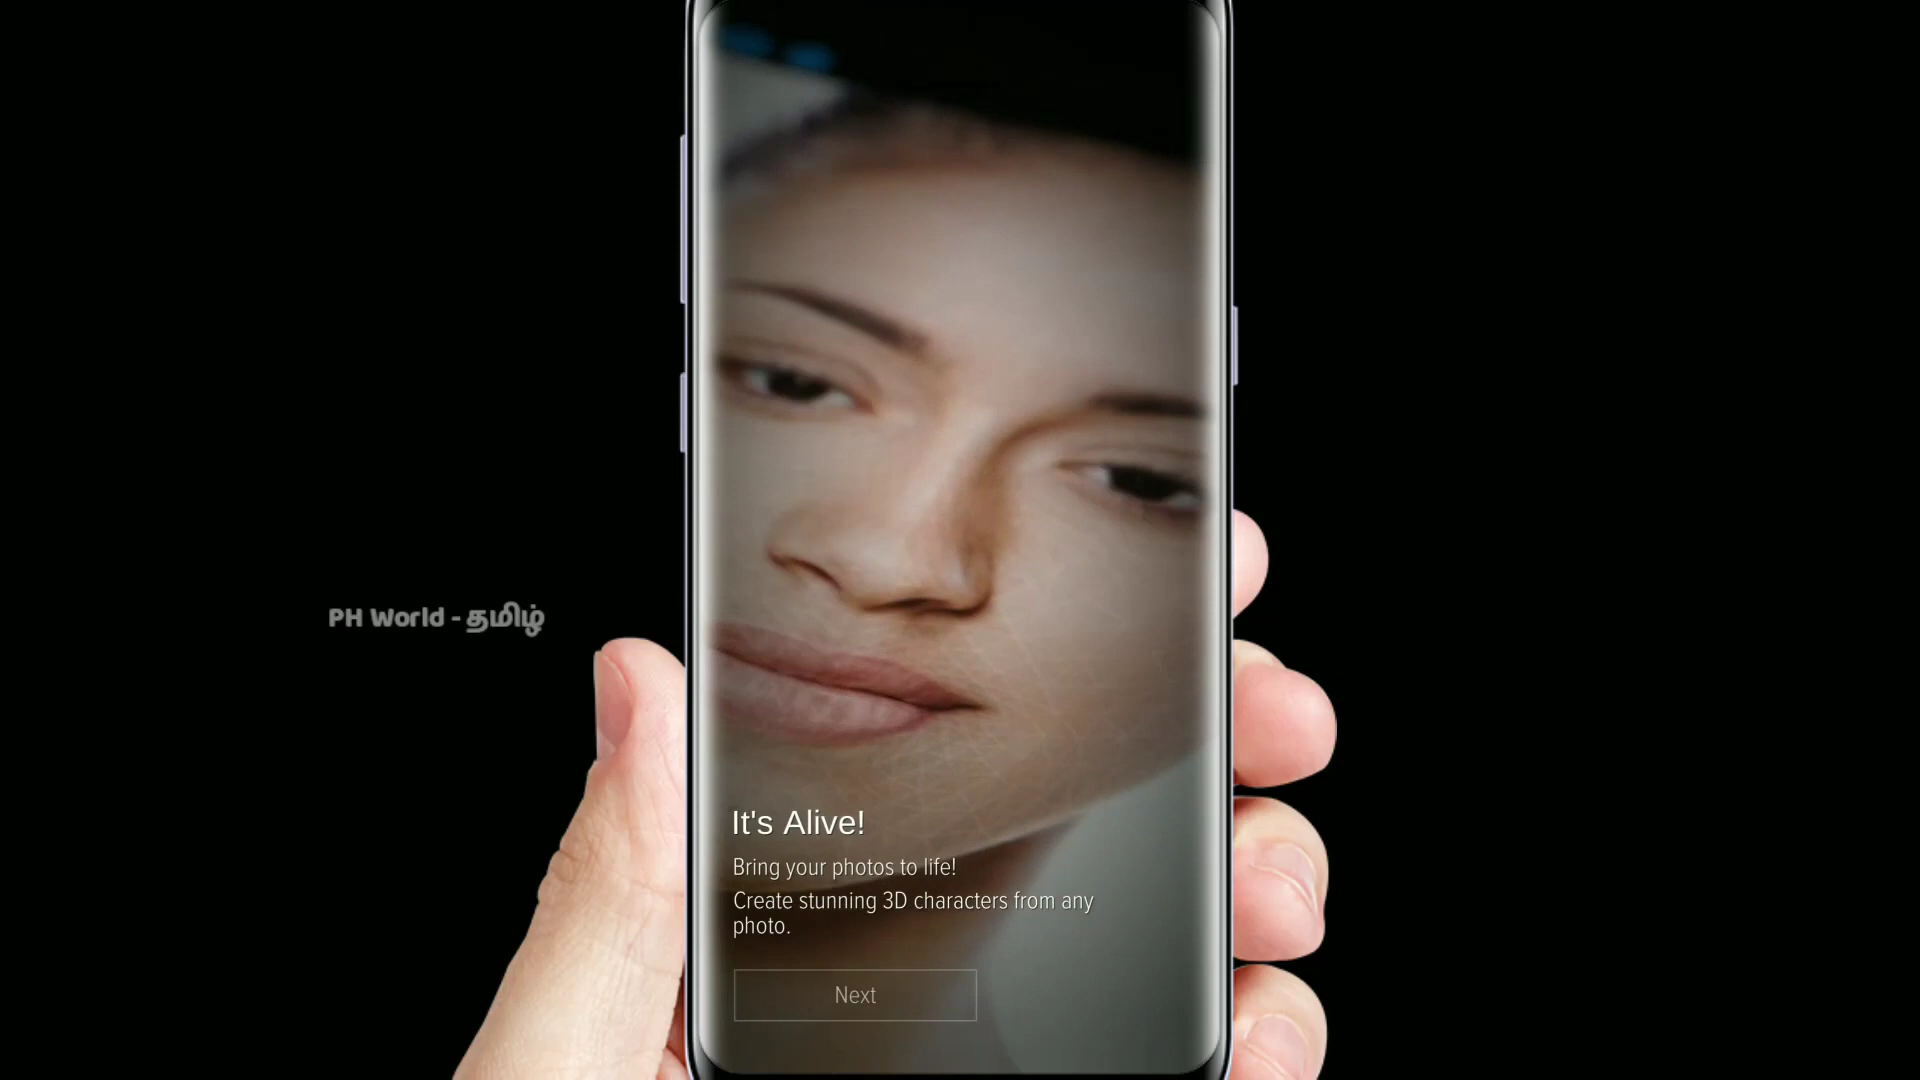 PH World - தமிழ்
It's Alive!
Bring your photos to life!
Create stunning 3D characters from any
photo.
Next